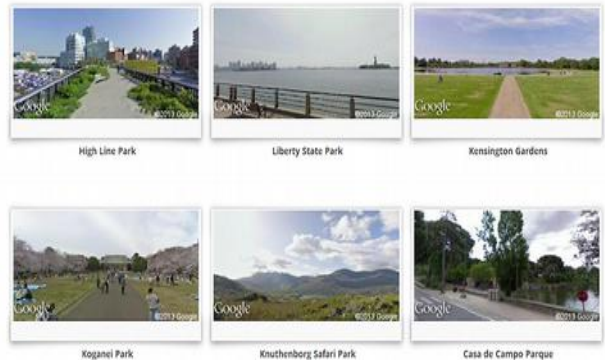 Google ©2013 Google
Google ©2013 Google
Google ©2013 Google
High Line Park
Liberty State Park
Kensington Gardens
Google ©2013 Google
Google ©2013 Google
Google ©2013 Google
Koganei Park
Knuthenborg Safari Park
Casa de Campo Parque